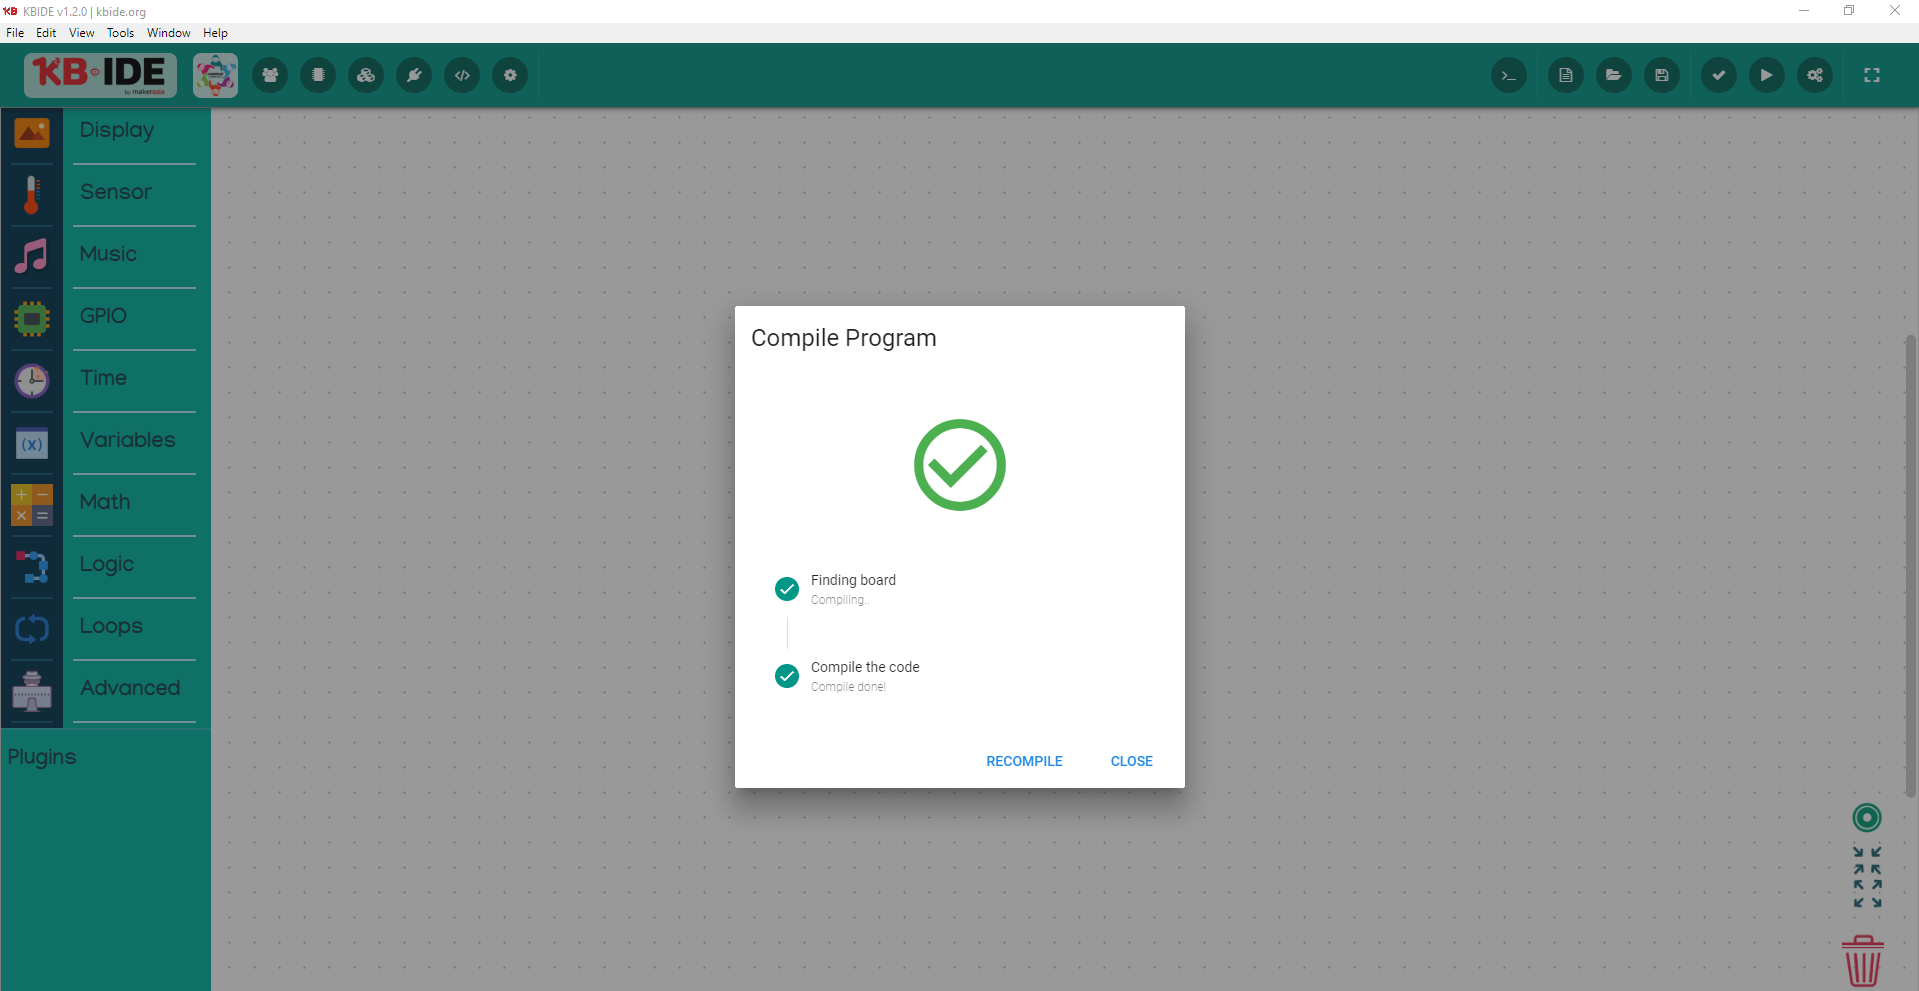 KB KBIDE v1.2.0 | kbide.org
File Edit View Tools Window Help
KB IDE
by makerasia
Display
Sensor
Music
GPIO
Time
(x) Variables
Math
Logic
Loops
Advanced
Plugins
Compile Program
Finding board
Compiling..
Compile the code
Compile done!
RECOMPILE CLOSE